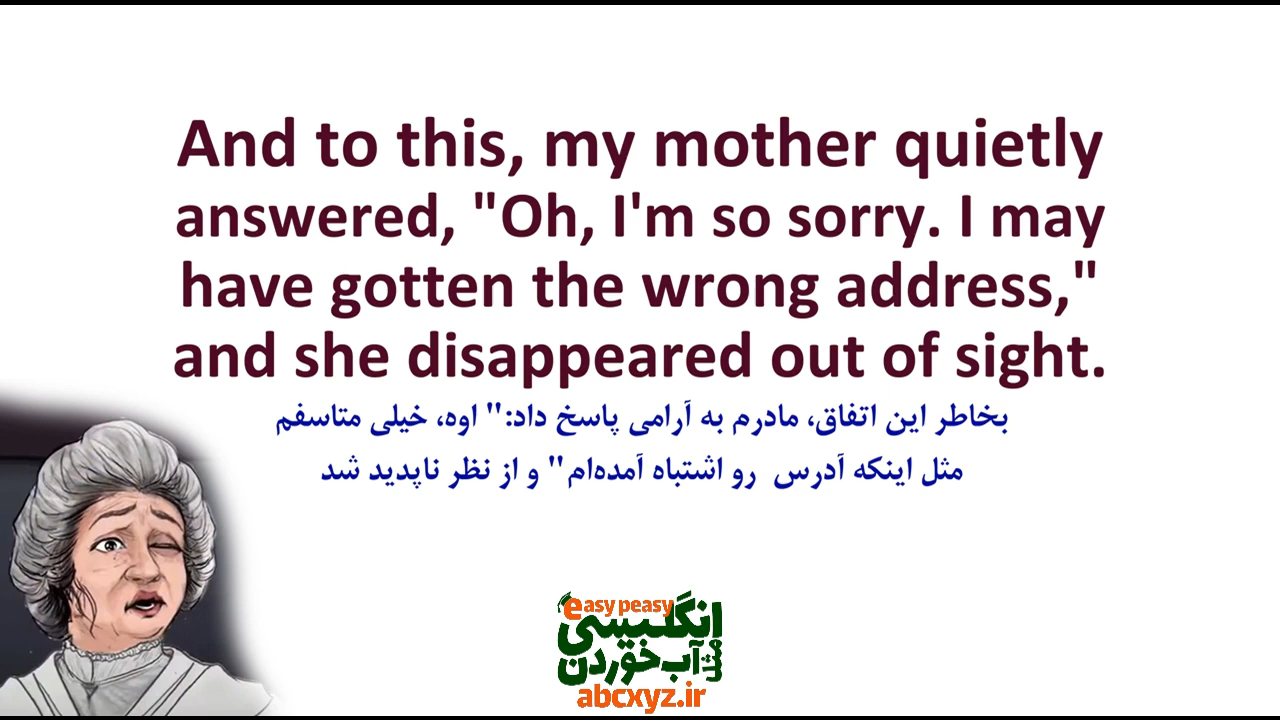 And to this, my mother quietly
answered, "Oh, I'm so sorry. I may
have gotten the wrong address,"
and she disappeared out of sight.
بخاطر این اتفاق، مادرم به آرامی پاسخ داد:" اوه، خیلی متاسفم
مثل اینکه آدرس رو اشتباه آمده‌ام" و از نظر ناپدید شد
easy peasy
انگلیسی
مثل آب خوردن
abcxyz.ir